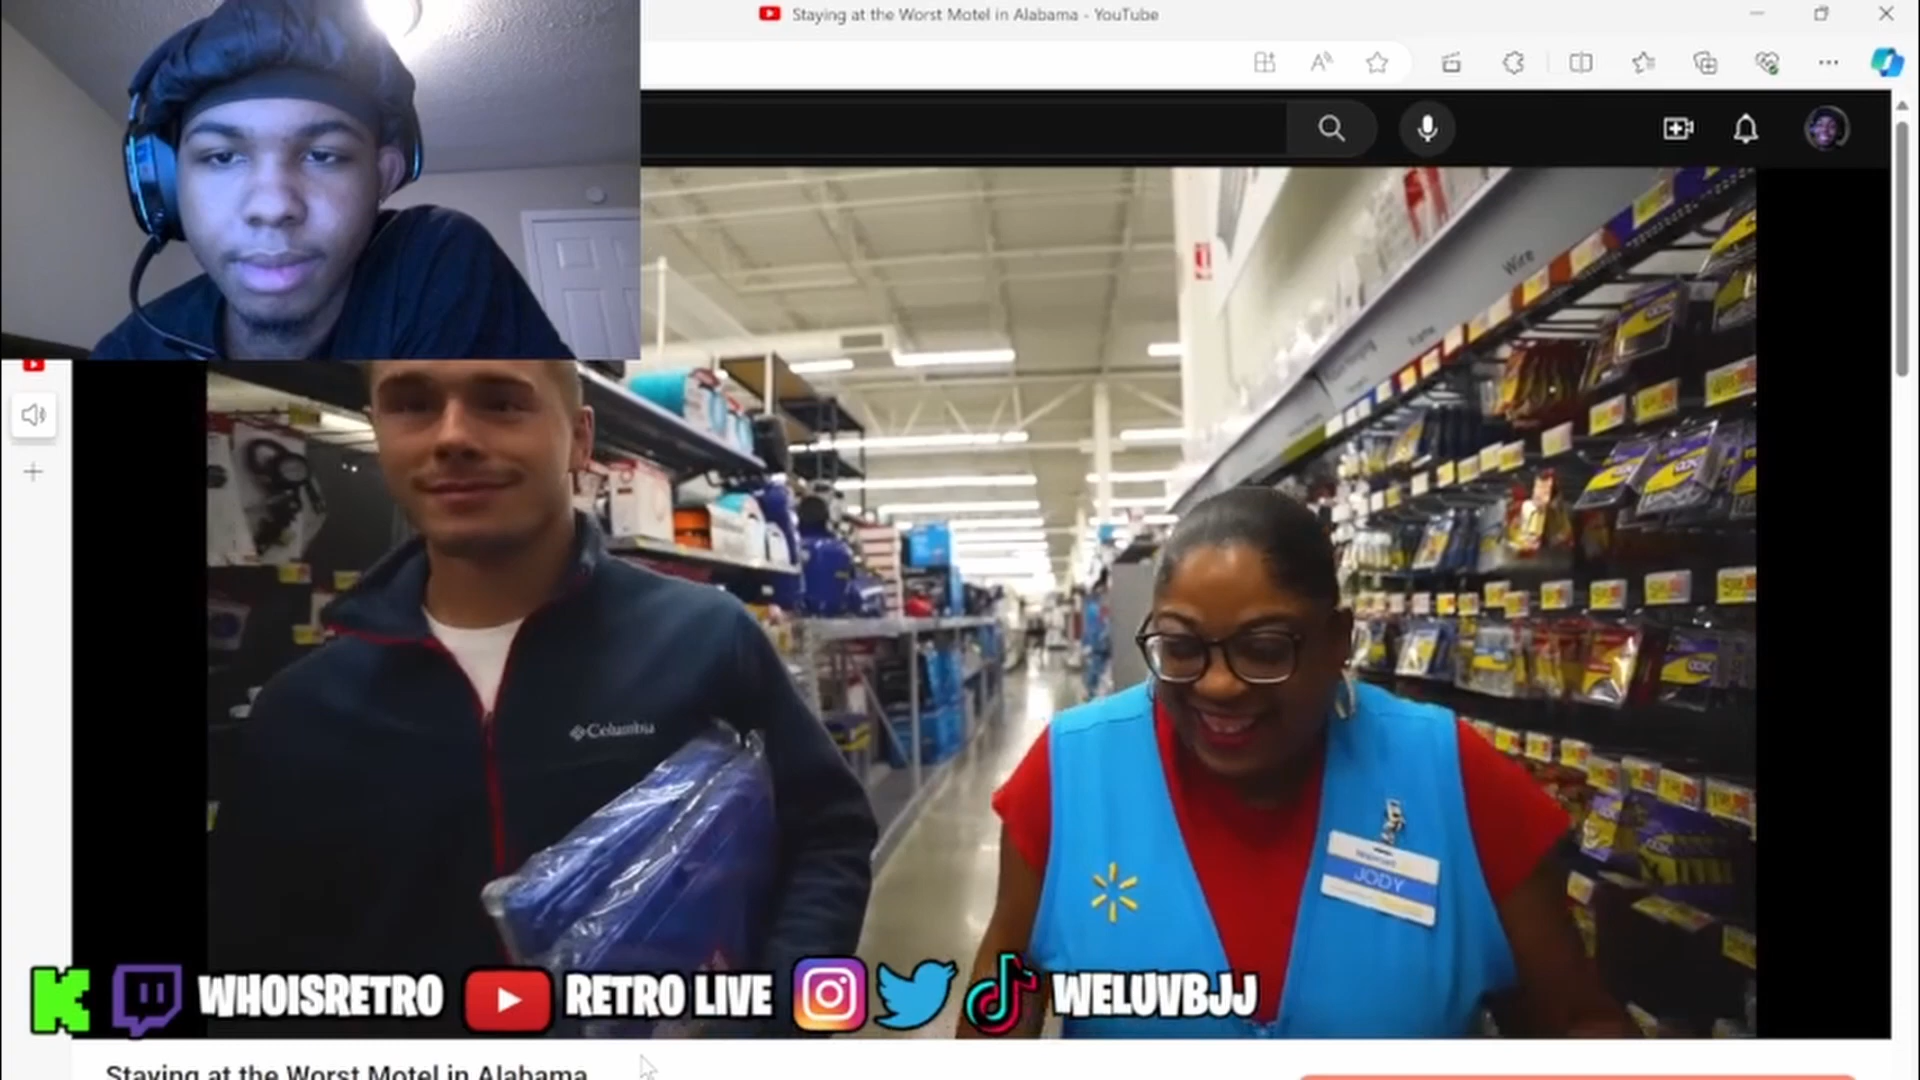 Staying at the Worst Motel in Alabama - YouTube
Wire
Columbia
JODY
WHOISRETRO
RETRO LIVE
WELUVBJJ
Staying at the Worst Motel in Alabama